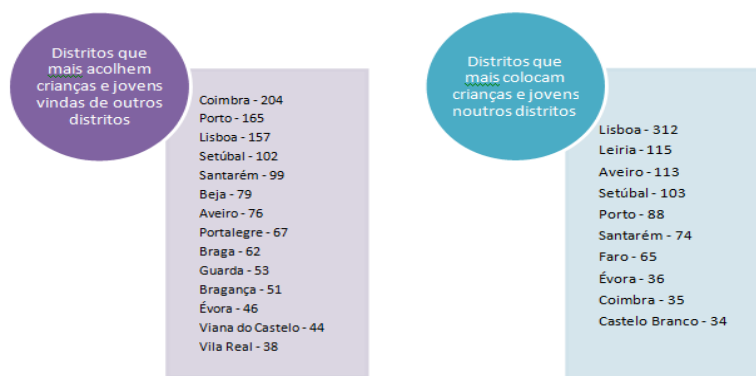 Distritos que
mais acolhem
crianças e jovens
vindas de outros
distritos
Coimbra - 204
Porto - 165
Lisboa - 157
Setúbal - 102
Santarém - 99
Beja - 79
Aveiro - 76
Portalegre - 67
Braga - 62
Guarda - 53
Bragança - 51
Évora - 46
Viana do Castelo - 44
Vila Real - 38
Distritos que
mais colocam
crianças e jovens
noutros distritos
Lisboa - 312
Leiria - 115
Aveiro - 113
Setúbal - 103
Porto - 88
Santarém - 74
Faro - 65
Évora - 36
Coimbra - 35
Castelo Branco - 34